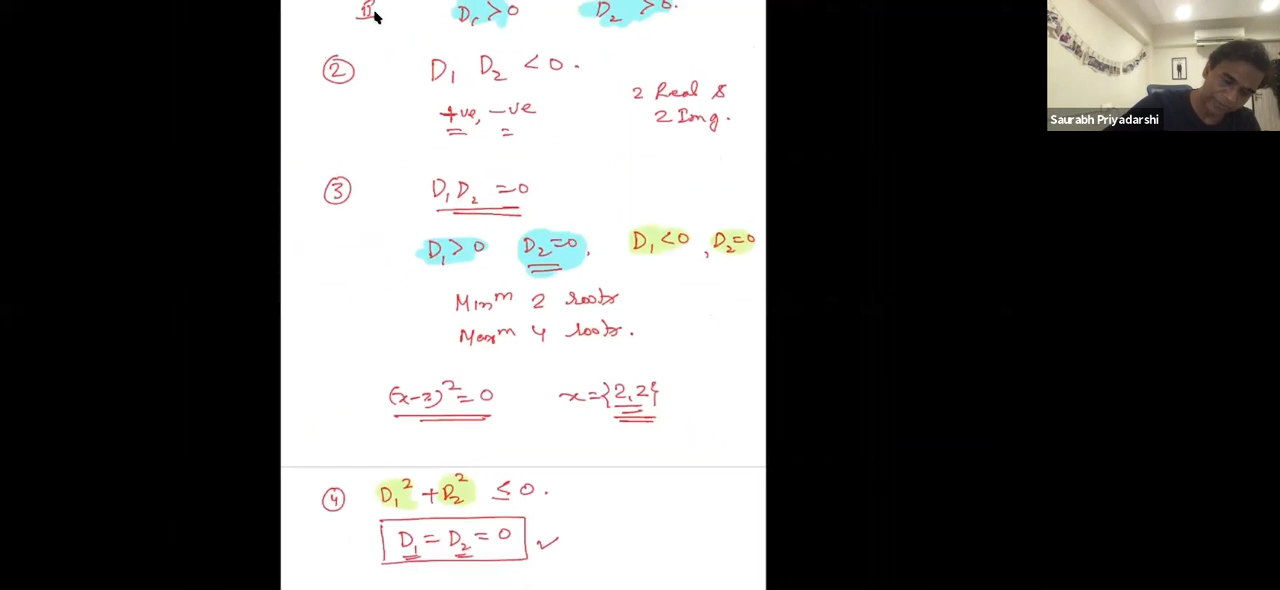 D₁ > 0 D₂ > 0.
② D₁ D₂ < 0.
+ve, -ve
2 Real &
2 Img.
Saurabh Priyadarshi
③ D₁D₂ = 0
D₁ > 0 D₂ = 0, D₁ < 0, D₂ = 0
Minᵐ 2 roots
Maxᵐ 4 roots.
(x-2)² = 0 x = {2,2}
④ D₁² + D₂² ≤ 0.
D₁ = D₂ = 0 ✓